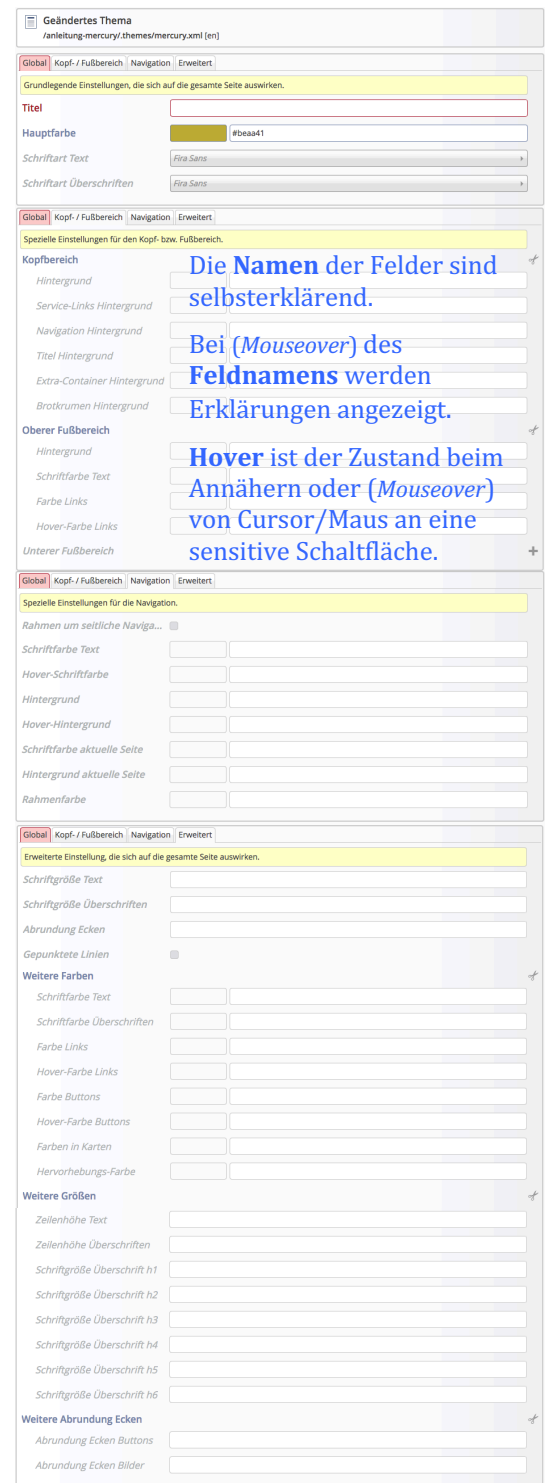 Geändertes Thema
/anleitung-mercury/.themes/mercury.xml [en]
Global Kopf- / Fußbereich Navigation Erweitert
Grundlegende Einstellungen, die sich auf die gesamte Seite auswirken.
Titel
Hauptfarbe #beaa41
Schriftart Text Fira Sans
Schriftart Überschriften Fira Sans
Global Kopf- / Fußbereich Navigation Erweitert
Spezielle Einstellungen für den Kopf- bzw. Fußbereich.
Kopfbereich
Hintergrund
Service-Links Hintergrund
Navigation Hintergrund
Titel Hintergrund
Extra-Container Hintergrund
Brotkrumen Hintergrund
Oberer Fußbereich
Hintergrund
Schriftfarbe Text
Farbe Links
Hover-Farbe Links
Unterer Fußbereich
Die Namen der Felder sind
selbsterklärend.
Bei (Mouseover) des
Feldnamens werden
Erklärungen angezeigt.
Hover ist der Zustand beim
Annähern oder (Mouseover)
von Cursor/Maus an eine
sensitive Schaltfläche.
Global Kopf- / Fußbereich Navigation Erweitert
Spezielle Einstellungen für die Navigation.
Rahmen um seitliche Naviga...
Schriftfarbe Text
Hover-Schriftfarbe
Hintergrund
Hover-Hintergrund
Schriftfarbe aktuelle Seite
Hintergrund aktuelle Seite
Rahmenfarbe
Global Kopf- / Fußbereich Navigation Erweitert
Erweiterte Einstellung, die sich auf die gesamte Seite auswirken.
Schriftgröße Text
Schriftgröße Überschriften
Abrundung Ecken
Gepunktete Linien
Weitere Farben
Schriftfarbe Text
Schriftfarbe Überschriften
Farbe Links
Hover-Farbe Links
Farbe Buttons
Hover-Farbe Buttons
Farben in Karten
Hervorhebungs-Farbe
Weitere Größen
Zeilenhöhe Text
Zeilenhöhe Überschriften
Schriftgröße Überschrift h1
Schriftgröße Überschrift h2
Schriftgröße Überschrift h3
Schriftgröße Überschrift h4
Schriftgröße Überschrift h5
Schriftgröße Überschrift h6
Weitere Abrundung Ecken
Abrundung Ecken Buttons
Abrundung Ecken Bilder